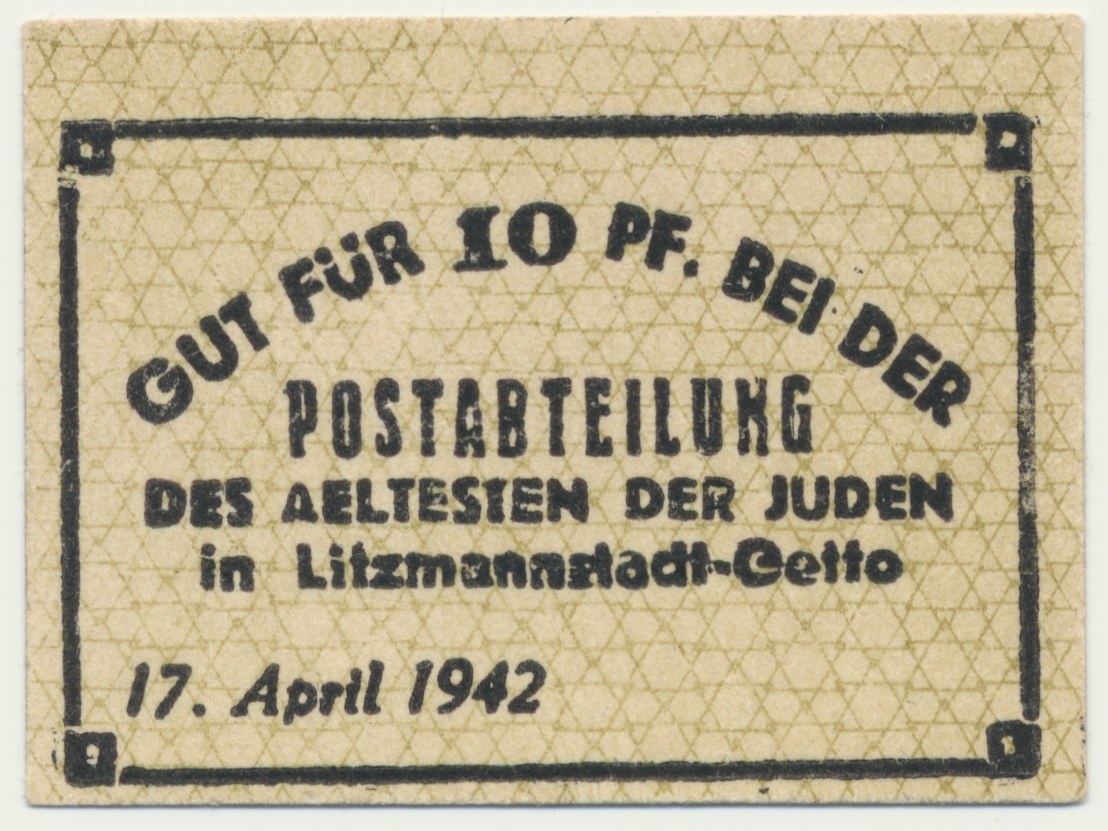 GUT FÜR 10 PF. BEI DER
POSTABTEILUNG
DES AELTESTEN DER JUDEN
in Litzmannstadt-Getto
17. April 1942